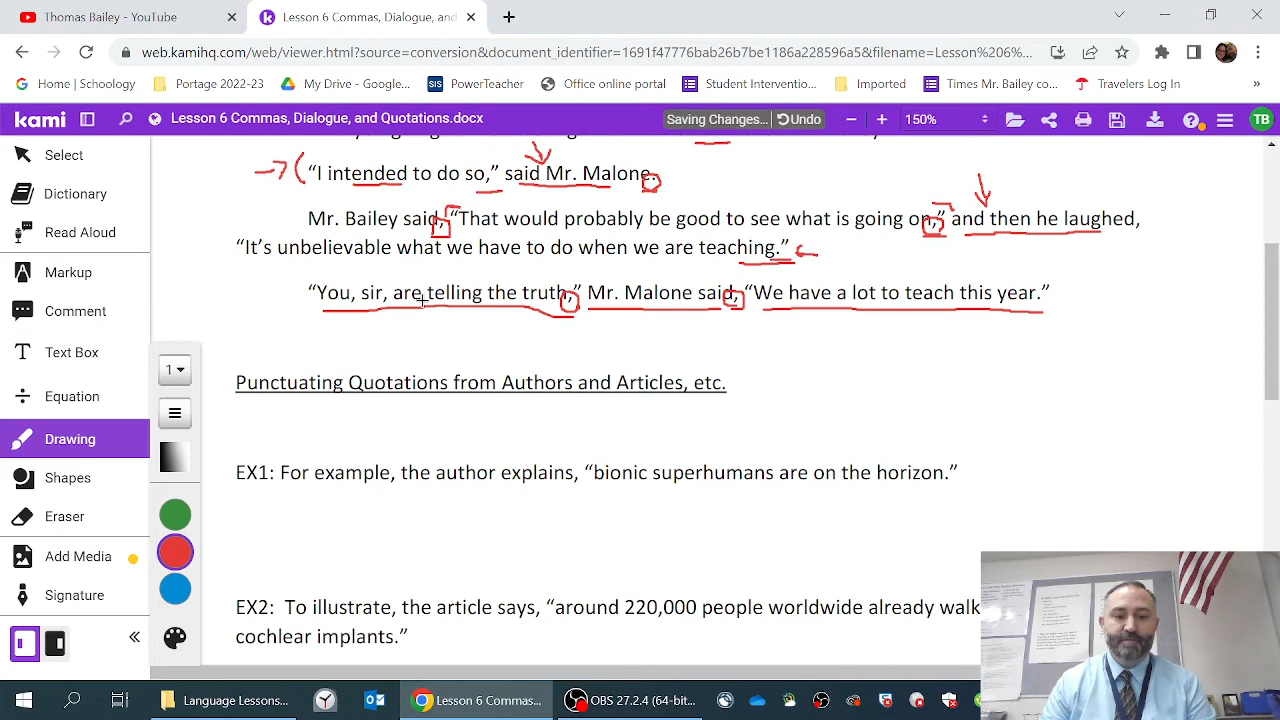 Thomas Bailey - YouTube
Lesson 6 Commas, Dialogue, and
web.kamihq.com/web/viewer.html?source=conversion&document_identifier=1691f47776bab26b7be1186a228596a5&filename=Lesson%206%...
Home | Schoology
Portage 2022-23
My Drive - Google...
SIS PowerTeacher
Office online portal
Student Interventio...
Imported
Times Mr. Bailey co...
Travelers Log In
»
kami
Lesson 6 Commas, Dialogue, and Quotations.docx
Saving Changes...
Undo
150%
TB
Select
Dictionary
Read Aloud
Markup
Comment
Text Box
Equation
Drawing
Shapes
Eraser
Add Media
Signature
1
“I intended to do so,” said Mr. Malone.
Mr. Bailey said, “That would probably be good to see what is going on,” and then he laughed,
“It’s unbelievable what we have to do when we are teaching.”
“You, sir, are telling the truth,” Mr. Malone said, “We have a lot to teach this year.”
Punctuating Quotations from Authors and Articles, etc.
EX1: For example, the author explains, “bionic superhumans are on the horizon.”
EX2: To illustrate, the article says, “around 220,000 people worldwide already walk
cochlear implants.”
Language Lessons...
Lesson 6 Commas...
OBS 27.2.4 (64-bit...